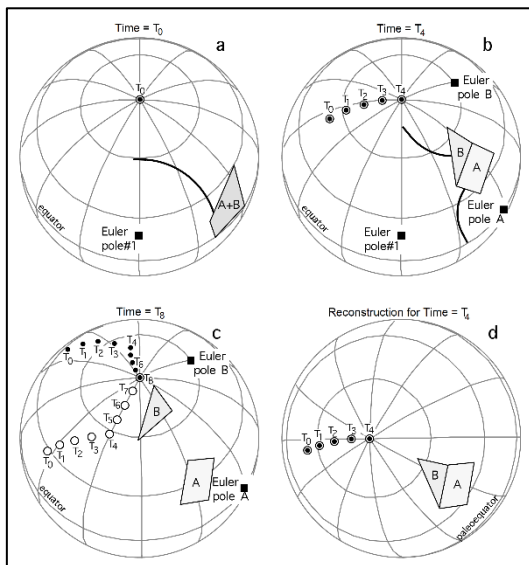 Time = T0
a
T0
A+B
equator
Euler
pole#1
Time = T4
b
Euler
pole B
T0
T1
T2
T3
T4
B
A
Euler
pole A
equator
Euler
pole#1
Time = T8
c
T0
T1
T2
T3
T4
T6
T8
Euler
pole B
T7
T6
T5
T4
T3
T2
T1
T0
B
A
Euler
pole A
equator
Reconstruction for Time = T4
d
T0
T1
T2
T3
T4
B
A
paleoequator